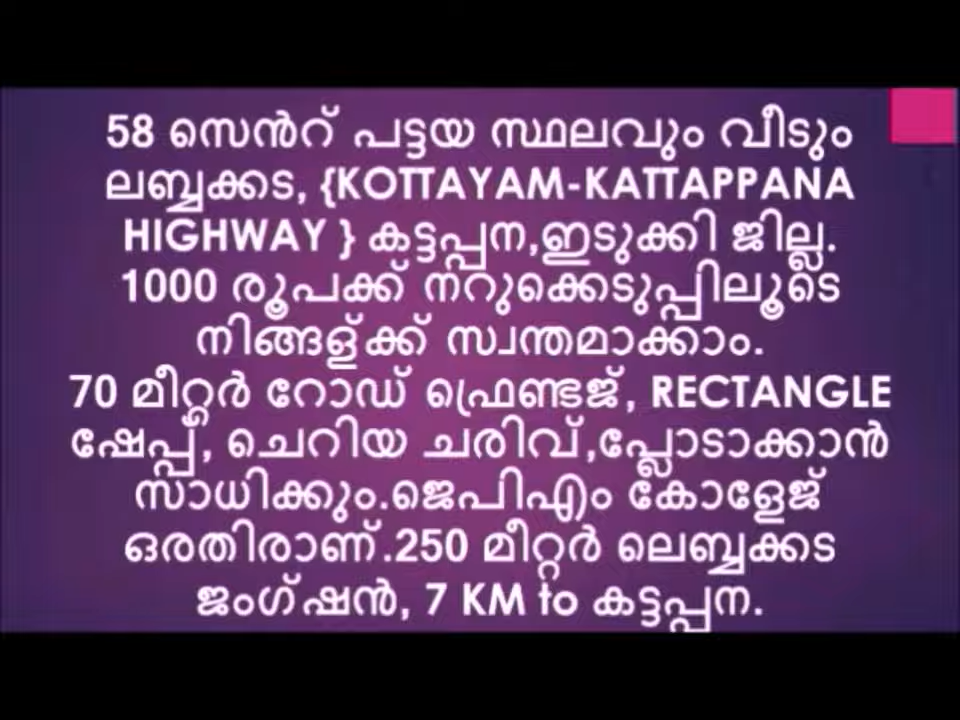 58 സെൻറ് പട്ടയ സ്ഥലവും വീടും
ലബ്ബക്കട, {KOTTAYAM-KATTAPPANA
HIGHWAY } കട്ടപ്പന,ഇടുക്കി ജില്ല.
1000 രൂപക്ക് നറുക്കെടുപ്പിലൂടെ
നിങ്ങള്ക്ക് സ്വന്തമാക്കാം.
70 മീറ്റർ റോഡ് ഫ്രെണ്ടജ്, RECTANGLE
ഷേപ്പ്, ചെറിയ ചരിവ്,പ്ലോടാക്കാൻ
സാധിക്കും.ജെപിഎം കോളേജ്
ഒരതിരാണ്.250 മീറ്റർ ലെബ്ബക്കട
ജംഗ്ഷൻ, 7 KM to കട്ടപ്പന.